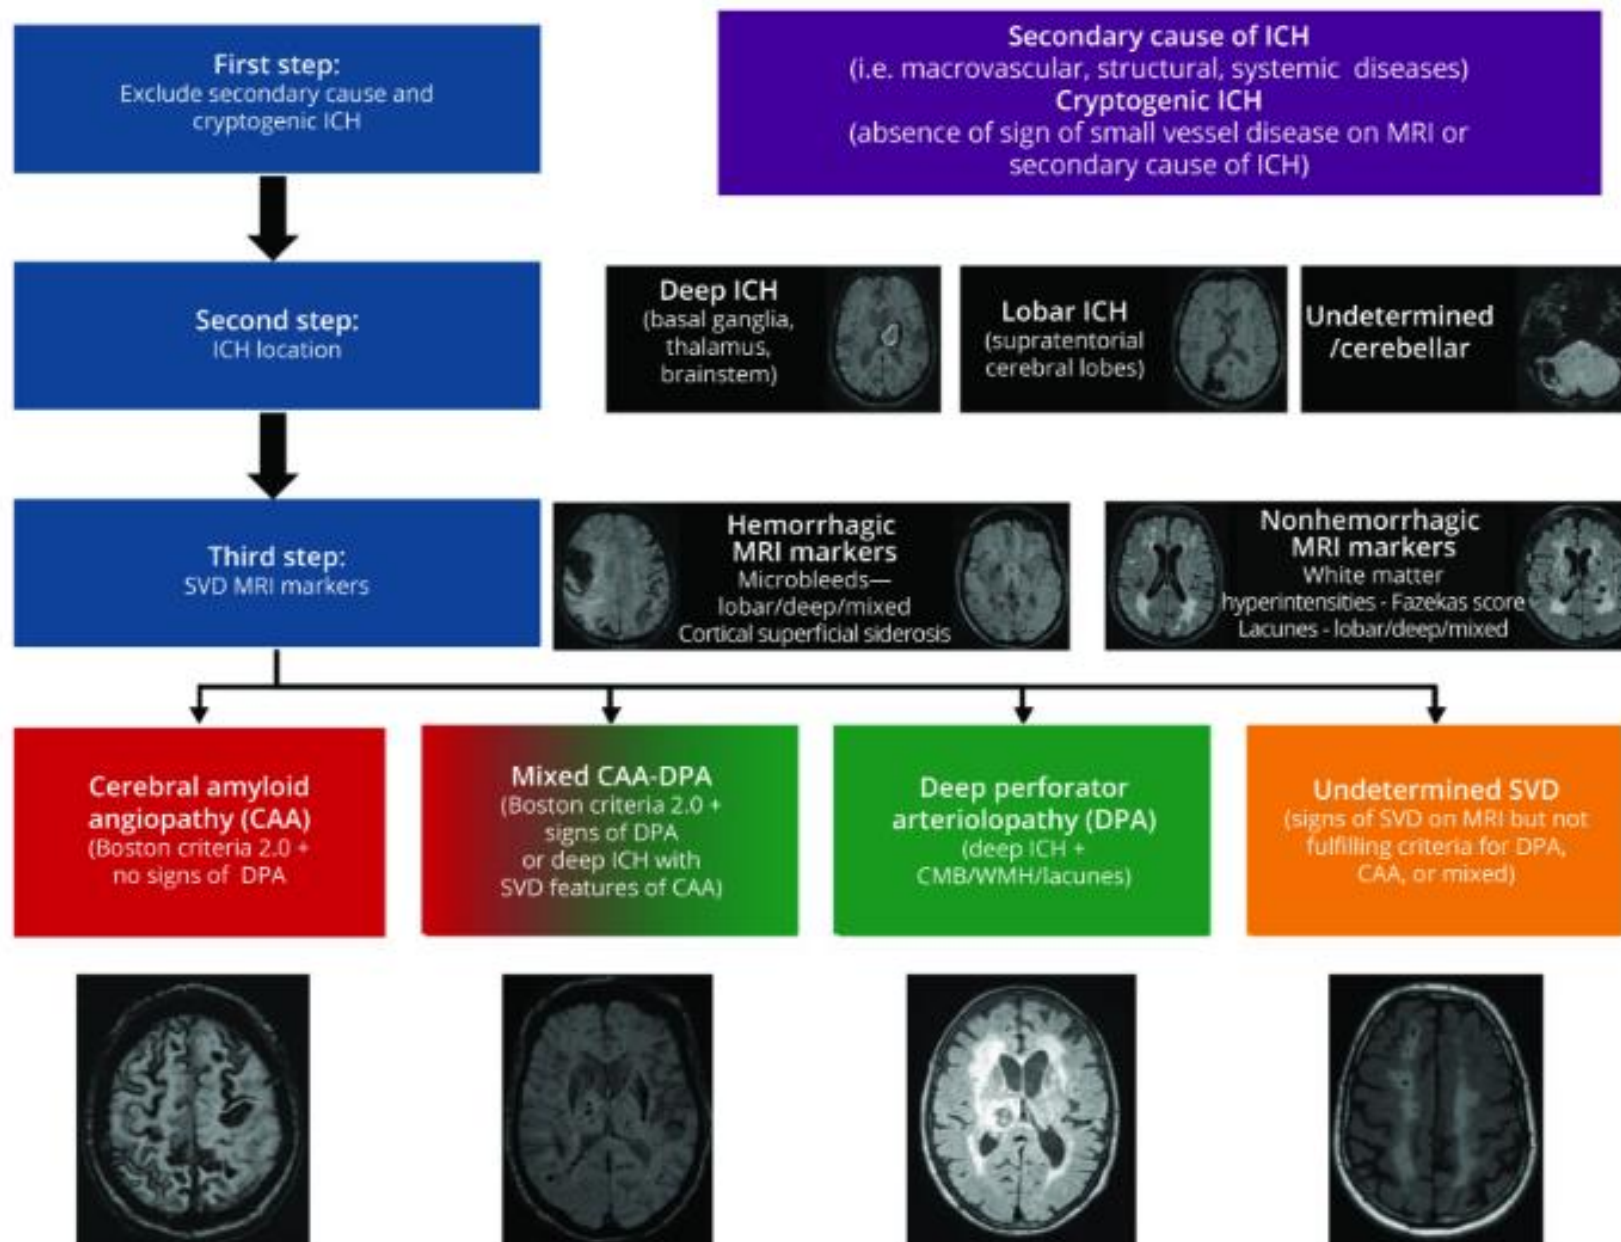 First step:
Exclude secondary cause and
cryptogenic ICH
Secondary cause of ICH
(i.e. macrovascular, structural, systemic diseases)
Cryptogenic ICH
(absence of sign of small vessel disease on MRI or
secondary cause of ICH)
Second step:
ICH location
Deep ICH
(basal ganglia,
thalamus,
brainstem)
Lobar ICH
(supratentorial
cerebral lobes)
Undetermined
/cerebellar
Third step:
SVD MRI markers
Hemorrhagic
MRI markers
Microbleeds—
lobar/deep/mixed
Cortical superficial siderosis
Nonhemorrhagic
MRI markers
White matter
hyperintensities - Fazekas score
Lacunes - lobar/deep/mixed
Cerebral amyloid
angiopathy (CAA)
(Boston criteria 2.0 +
no signs of DPA
Mixed CAA-DPA
(Boston criteria 2.0 +
signs of DPA
or deep ICH with
SVD features of CAA)
Deep perforator
arteriolopathy (DPA)
(deep ICH +
CMB/WMH/lacunes)
Undetermined SVD
(signs of SVD on MRI but not
fulfilling criteria for DPA,
CAA, or mixed)